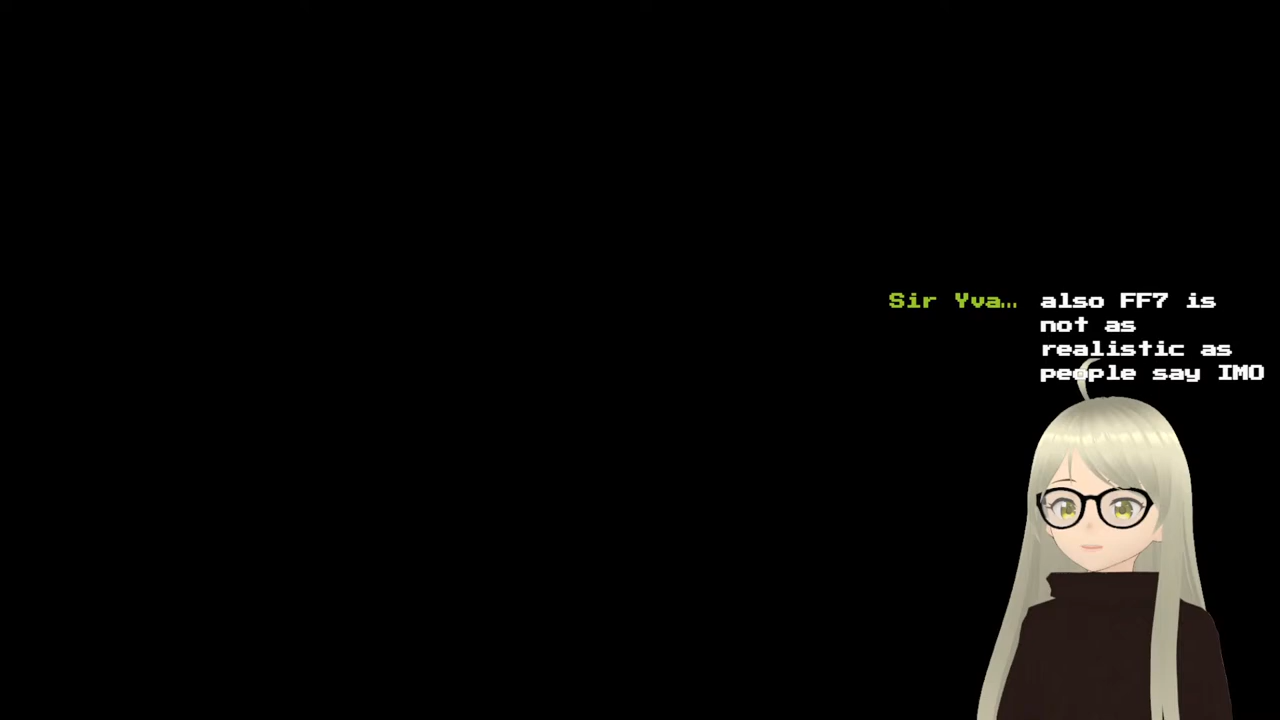 Sir Yva… also FF7 is
not as
realistic as
people say IMO